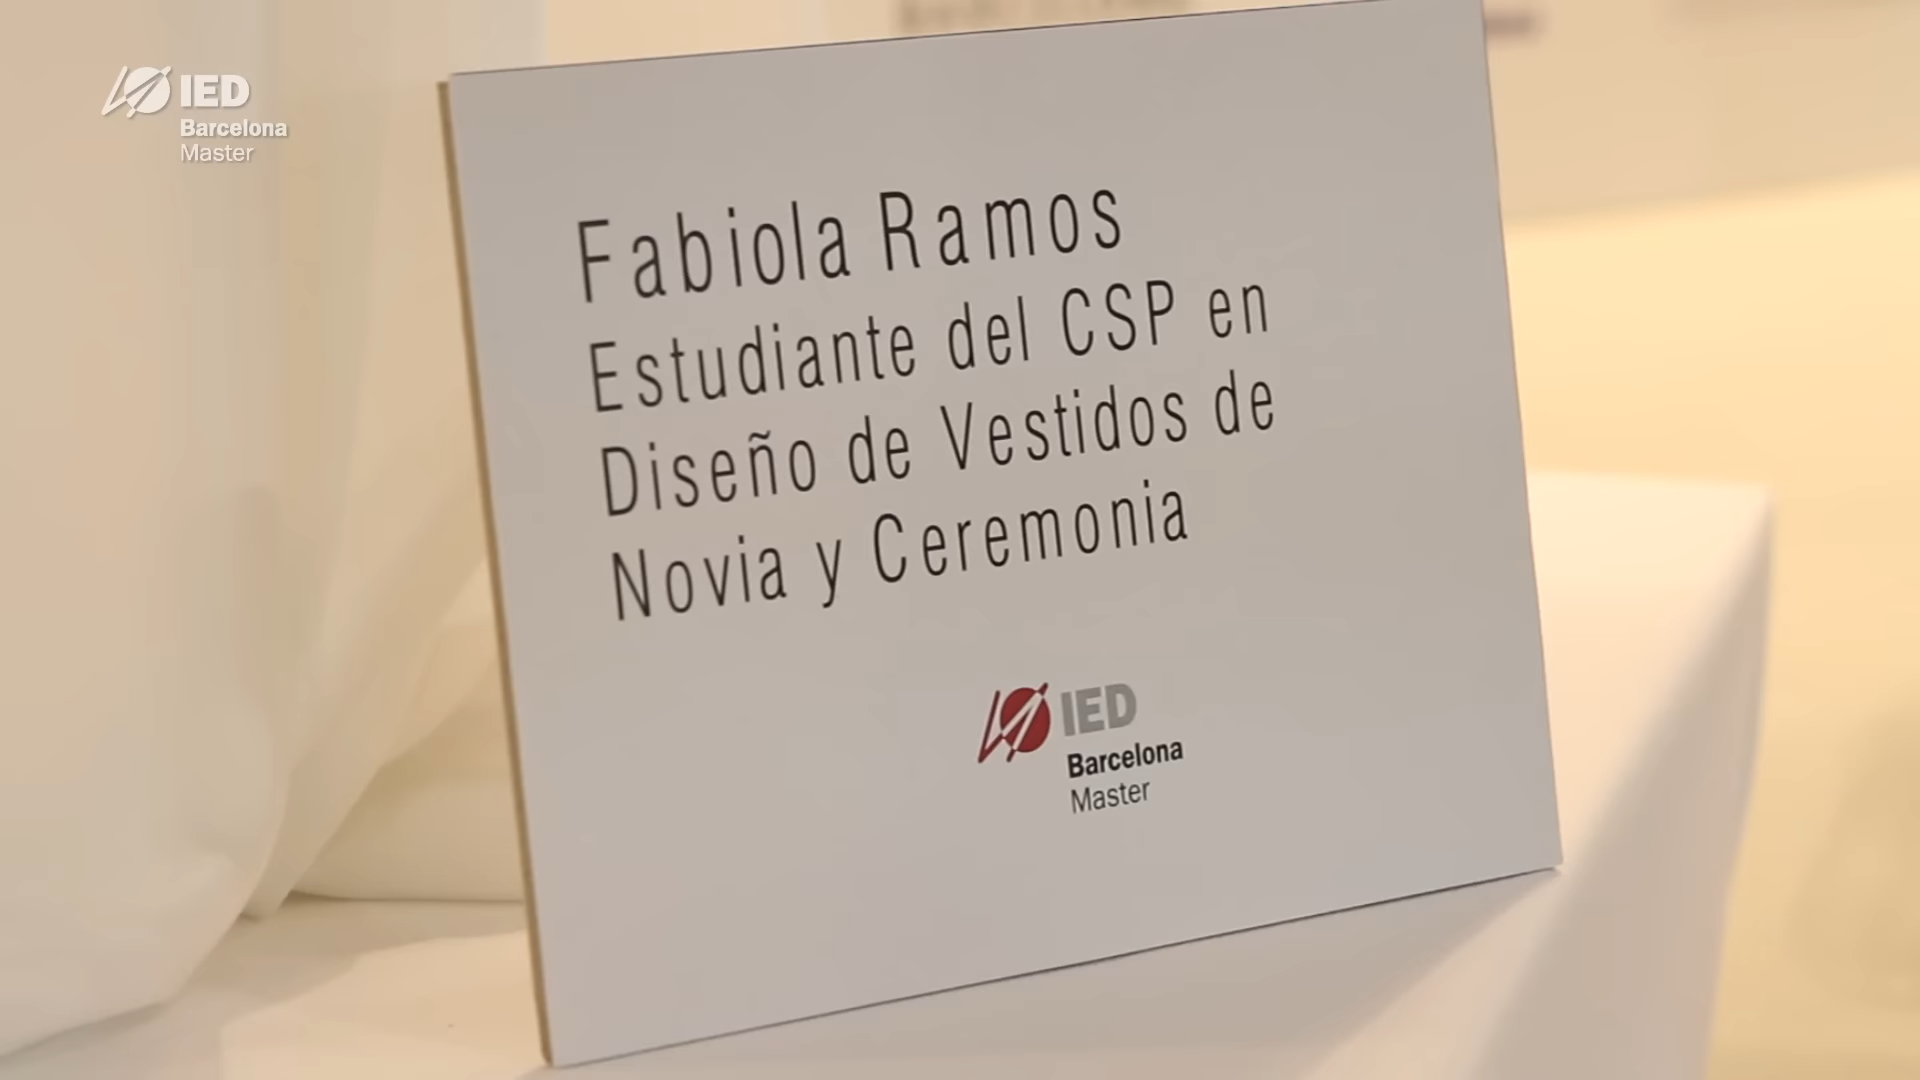 IED
Barcelona
Master
Fabiola Ramos
Estudiante del CSP en
Diseño de Vestidos de
Novia y Ceremonia
IED
Barcelona
Master